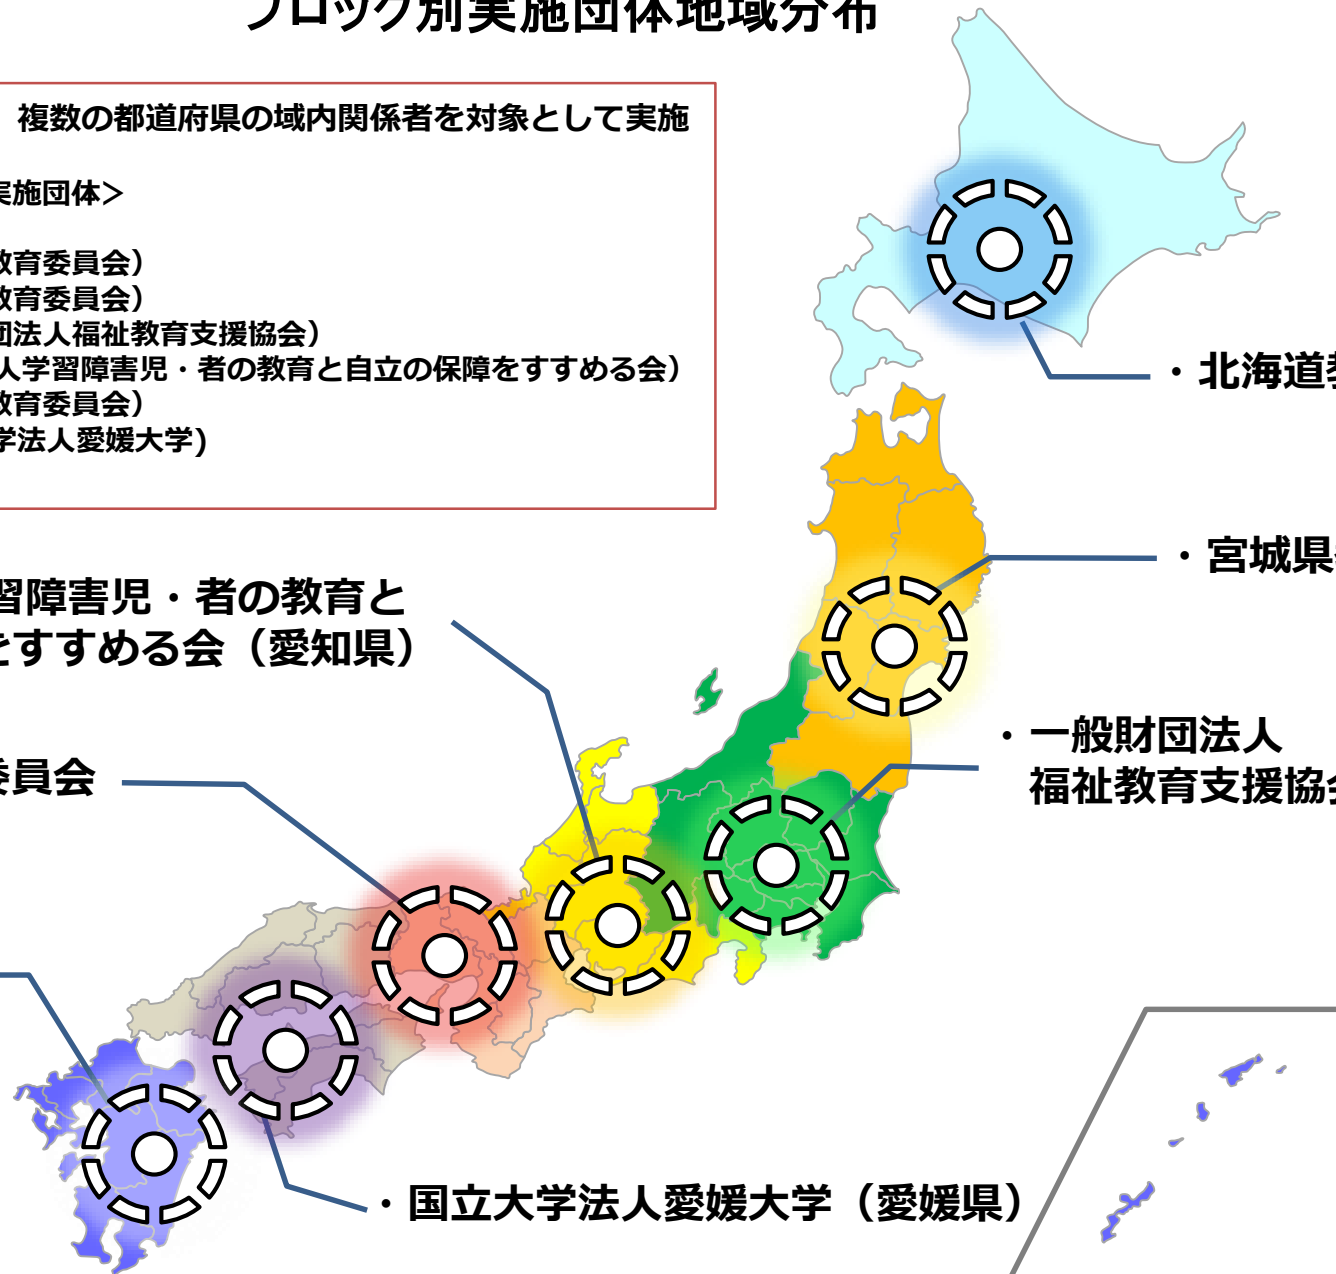 ブロック別実施団体地域分布
複数の都道府県の域内関係者を対象として実施
実施団体＞
教育委員会）
教育委員会）
団法人福祉教育支援協会）
人学習障害児・者の教育と自立の保障をすすめる会）
教育委員会）
学法人愛媛大学)
・北海道教
・宮城県
習障害児・者の教育と
をすすめる会（愛知県）
・一般財団法人
福祉教育支援協会
委員会
・国立大学法人愛媛大学（愛媛県）